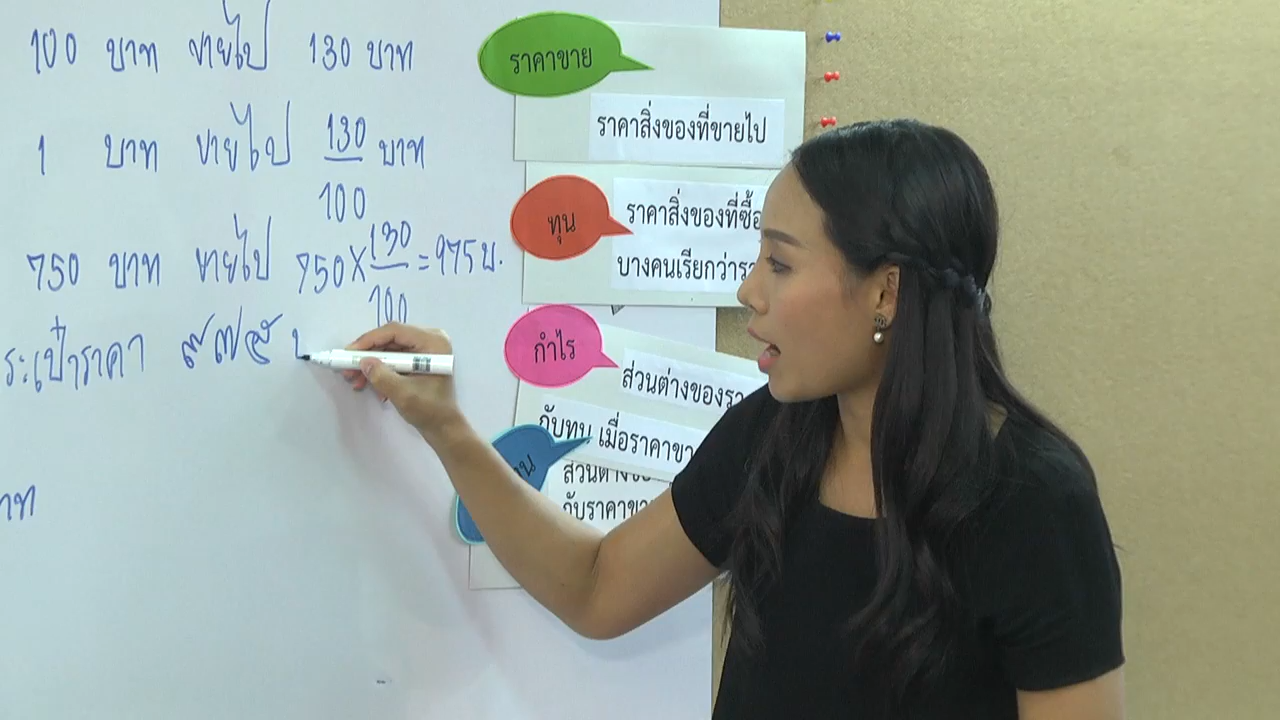 100 บาท ขายไป 130 บาท
1 บาท ขายไป 130/100 บาท
750 บาท ขายไป 750 × 130/100 = 975 บ.
ระเป๋าราคา ๙๗๕
าท
ราคาขาย
ราคาสิ่งของที่ขายไป
ทุน
ราคาสิ่งของที่ซื้อ
บางคนเรียกว่ารา
กำไร
ส่วนต่างของรา
กับทุน เมื่อราคาขา
ส่วนต่างขอ
กับราคาขา